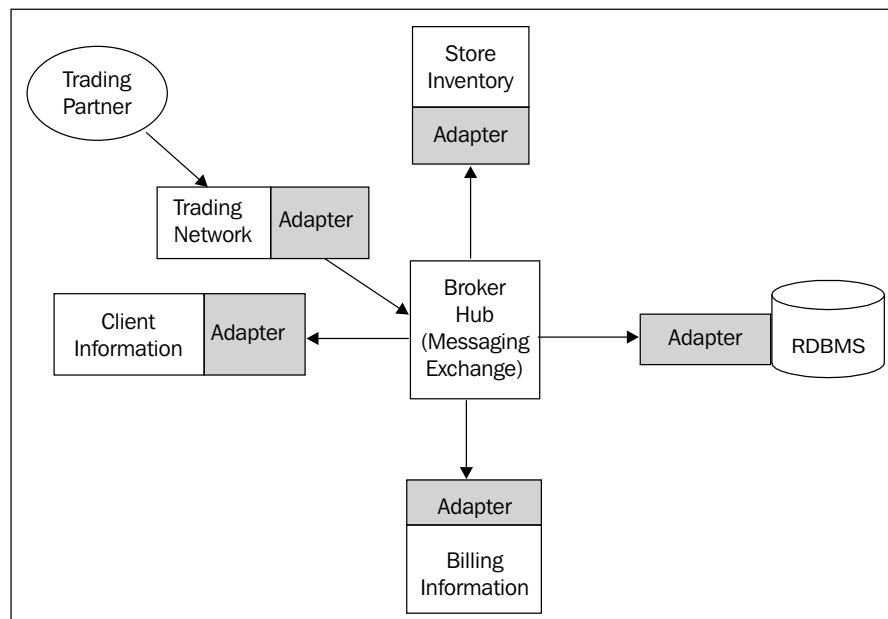 Trading
Partner
Store
Inventory
Adapter
Trading
Network
Adapter
Broker
Hub
(Messaging
Exchange)
Client
Information
Adapter
Adapter
RDBMS
Adapter
Billing
Information